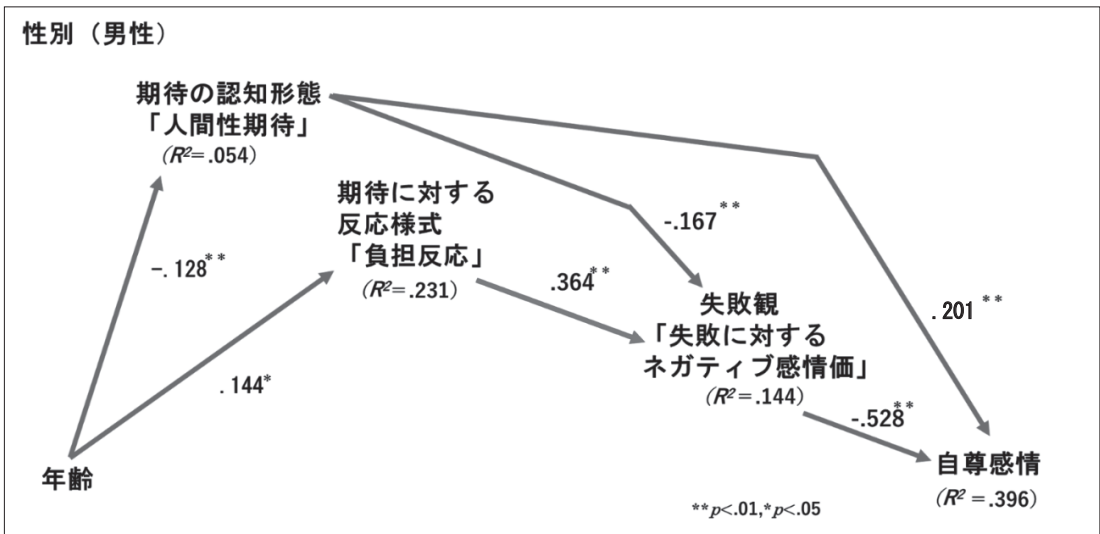 性別（男性）
期待の認知形態
「人間性期待」
(R²=.054)
期待に対する
反応様式
「負担反応」
(R²=.231)
-.167**
-.128**
.364**
失敗観
「失敗に対する
ネガティブ感情価」
(R²=.144)
.201**
.144*
-.528**
年齢
自尊感情
(R²=.396)
**p<.01,*p<.05